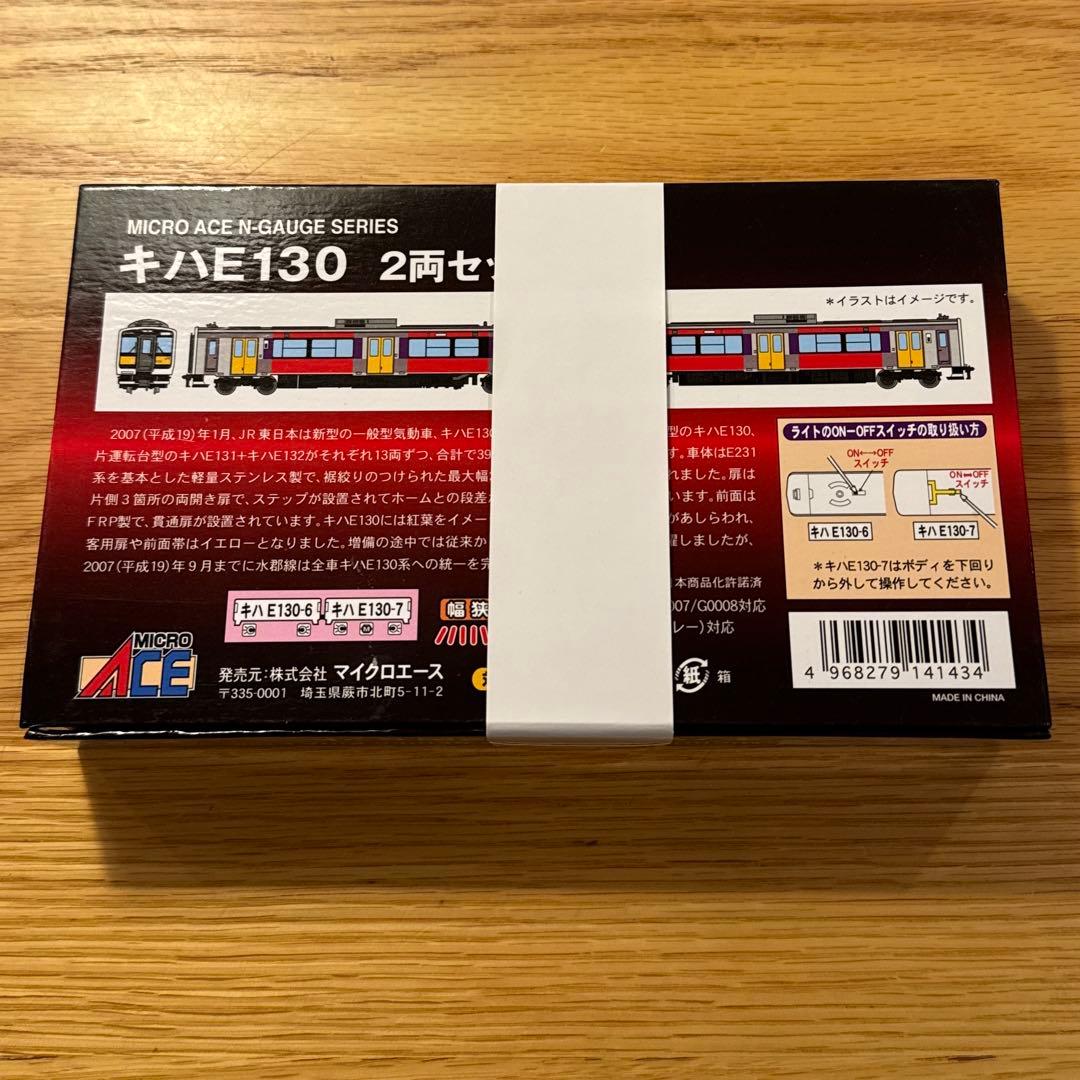 MICRO ACE N-GAUGE SERIES
キハE130 2両セッ
＊イラストはイメージです。
2007(平成19)年1月、JR東日本は新型の一般型気動車、キハE130 型のキハE130、
片運転台型のキハE131+キハE132がそれぞれ13両ずつ、合計で39 す。車体はE231
系を基本とした軽量ステンレス製で、裾絞りのつけられた最大幅 れました。扉は
片側３箇所の両開き扉で、ステップが設置されてホームとの段差 います。前面は
FRP製で、貫通扉が設置されています。キハE130には紅葉をイメー があしらわれ、
客用扉や前面帯はイエローとなりました。増備の途中では従来か 躍しましたが、
2007(平成19)年９月までに水郡線は全車キハE130系への統一を完
ライトのON－OFFスイッチの取り扱い方
ON↔OFF
スイッチ
ON↔OFF
スイッチ
キハE130-6
キハE130-7
＊キハE130-7はボディを下回り
から外して操作してください。
本商品化許諾済
キハE130-6 キハE130-7
幅狭
007/G0008対応
レー)対応
MICRO
ACE
発売元:株式会社 マイクロエース
〒335-0001 埼玉県蕨市北町5-11-2
紙 箱
4 968279 141434
MADE IN CHINA